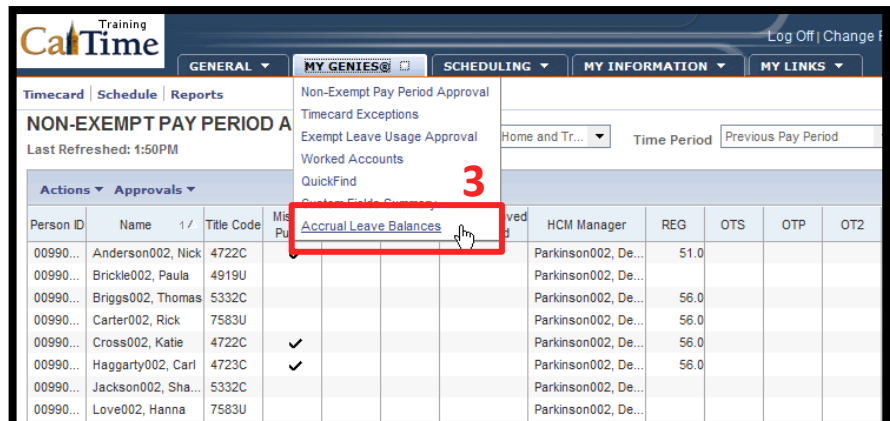 Training
CalTime
Log Off | Change
GENERAL MY GENIES® SCHEDULING MY INFORMATION MY LINKS
Timecard | Schedule | Reports
Non-Exempt Pay Period Approval
Timecard Exceptions
Exempt Leave Usage Approval
Worked Accounts
QuickFind
Custom Fields Summary
Accrual Leave Balances
3
NON-EXEMPT PAY PERIOD A
Home and Tr... Time Period Previous Pay Period
Last Refreshed: 1:50PM
Actions Approvals
Person ID Name 1 Title Code HCM Manager REG OTS OTP OT2
00990... Anderson002, Nick 4722C ✓ Parkinson002, De... 51.0
00990... Brickle002, Paula 4919U Parkinson002, De...
00990... Briggs002, Thomas 5332C Parkinson002, De... 56.0
00990... Carter002, Rick 7583U Parkinson002, De... 56.0
00990... Cross002, Katie 4722C ✓ Parkinson002, De... 56.0
00990... Haggarty002, Carl 4723C ✓ Parkinson002, De... 56.0
00990... Jackson002, Sha... 5332C Parkinson002, De...
00990... Love002, Hanna 7583U Parkinson002, De...